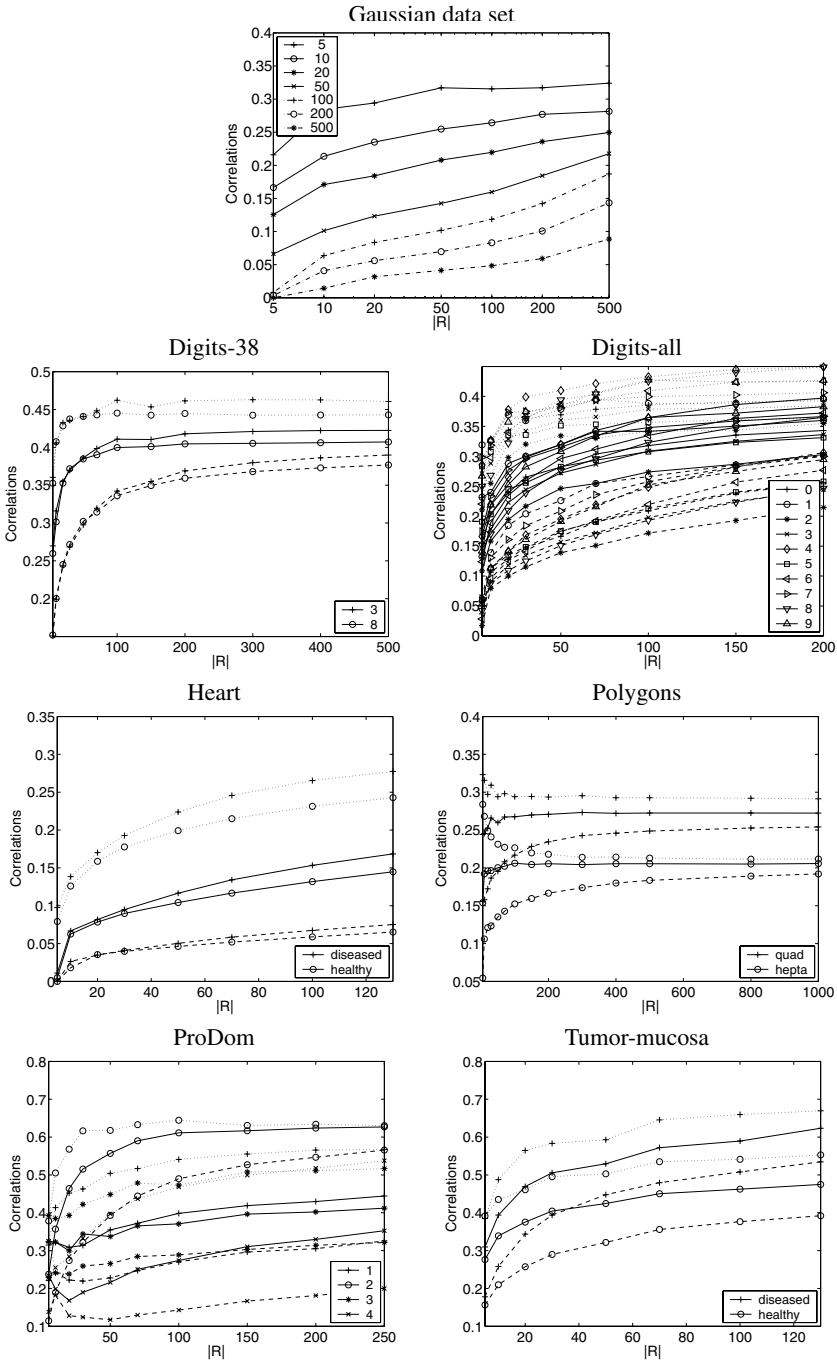 Gaussian data set
0.4
0.35
0.3
0.25
0.2
0.15
0.1
0.05
0
Correlations
5
10
20
50
100
200
500
5 10 20 50 100 200 500
|R|
Digits-38
0.5
0.45
0.4
0.35
0.3
0.25
0.2
Correlations
3
8
100 200 300 400 500
|R|
Digits-all
0.4
0.35
0.3
0.25
0.2
0.15
0.1
0.05
0
Correlations
0
1
2
3
4
5
6
7
8
9
50 100 150 200
|R|
Heart
0.35
0.3
0.25
0.2
0.15
0.1
0.05
0
Correlations
diseased
healthy
20 40 60 80 100 120
|R|
Polygons
0.4
0.35
0.3
0.25
0.2
0.15
0.1
0.05
Correlations
quad
hepta
200 400 600 800 1000
|R|
ProDom
0.8
0.7
0.6
0.5
0.4
0.3
0.2
0.1
Correlations
1
2
3
4
50 100 150 200 250
|R|
Tumor-mucosa
0.8
0.7
0.6
0.5
0.4
0.3
0.2
0.1
Correlations
diseased
healthy
20 40 60 80 100 120
|R|